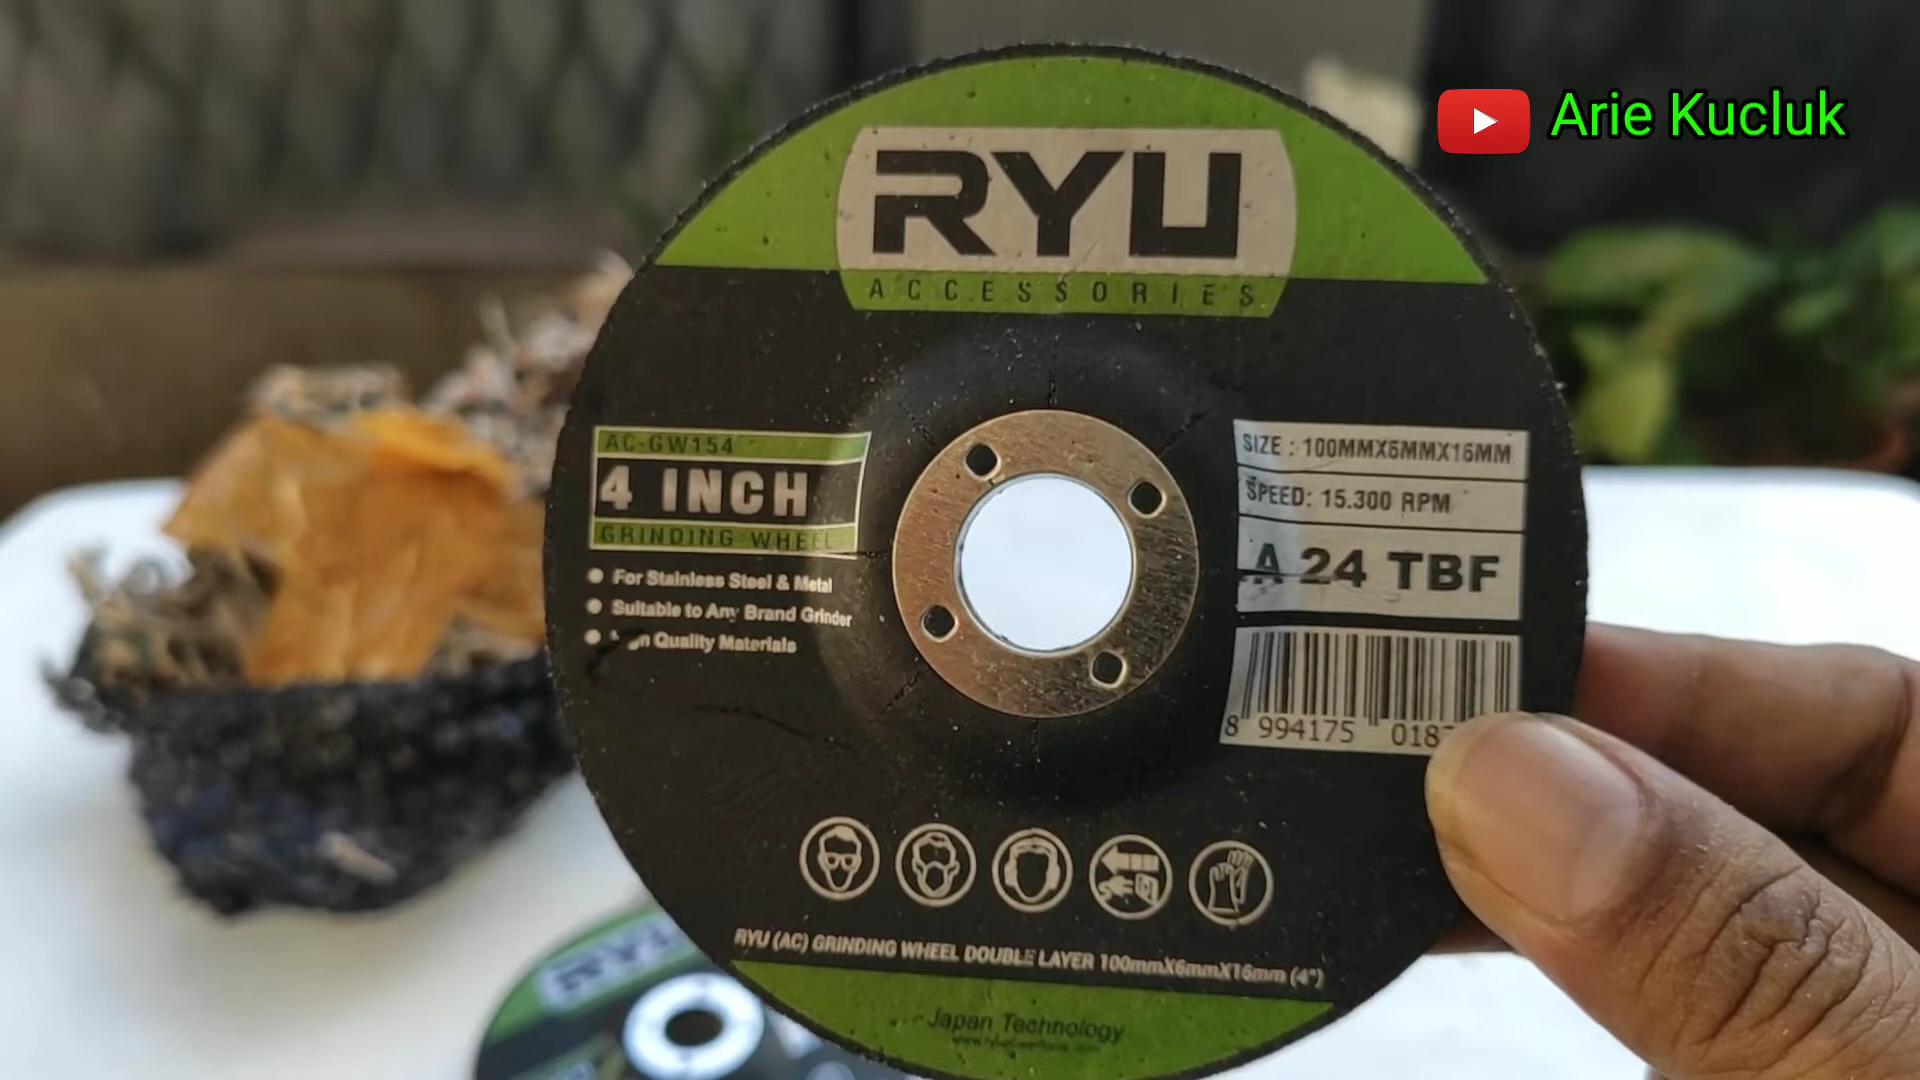 Arie Kucluk
RYU
ACCESSORIES
AC-GW154
4 INCH
GRINDING WHEEL
For Stainless Steel & Metal
Suitable to Any Brand Grinder
Quality Materials
SIZE : 100MMX6MMX16MM
SPEED: 15.300 RPM
A 24 TBF
8 994175 018
RYU (AC) GRINDING WHEEL DOUBLE LAYER 100mmX6mmX16mm (4")
Japan Technology
RYU